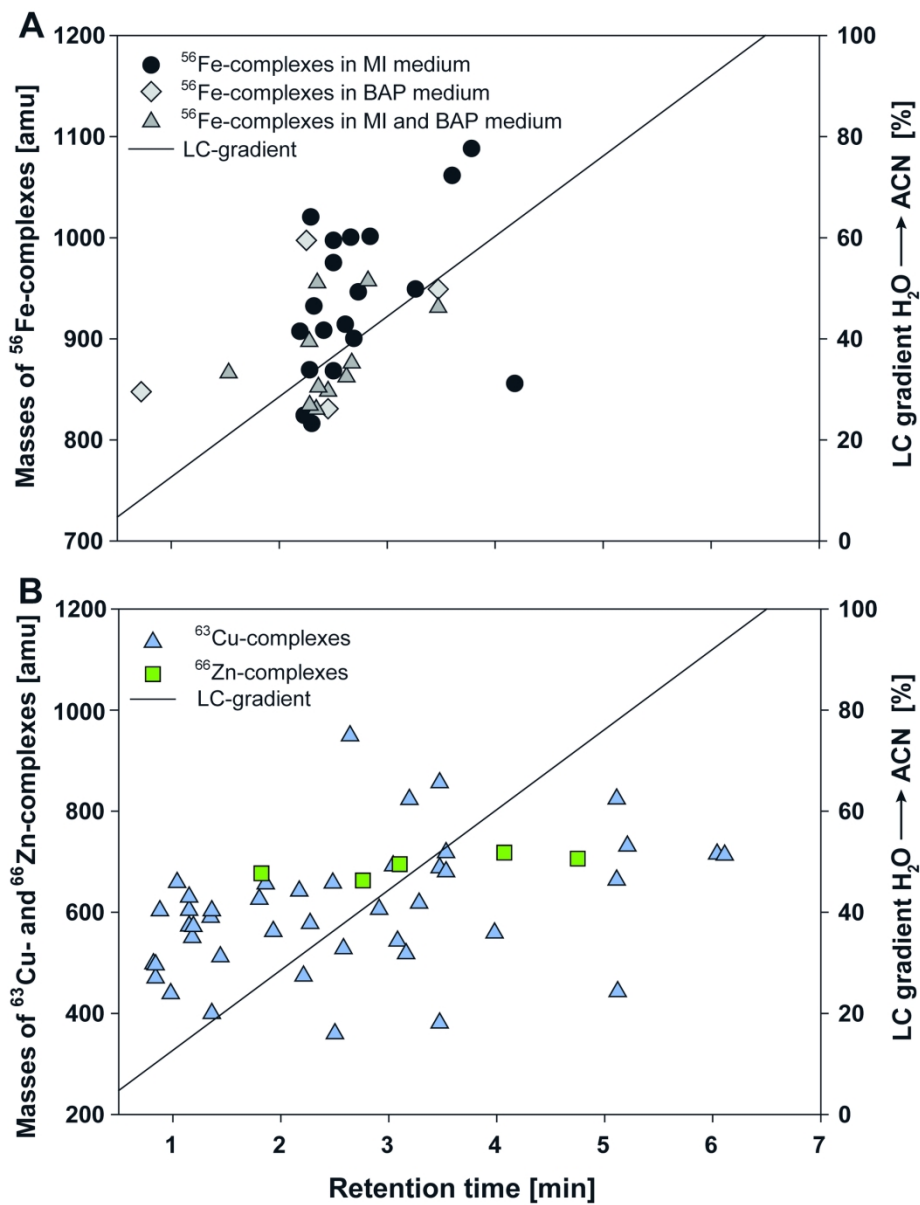 A
1200
1100
1000
900
800
700
Masses of ⁵⁶Fe-complexes [amu]
⁵⁶Fe-complexes in MI medium
⁵⁶Fe-complexes in BAP medium
⁵⁶Fe-complexes in MI and BAP medium
LC-gradient
100
80
60
40
20
0
LC gradient H₂O ⟶ ACN [%]
B
1200
1000
800
600
400
200
Masses of ⁶³Cu- and ⁶⁶Zn-complexes [amu]
⁶³Cu-complexes
⁶⁶Zn-complexes
LC-gradient
100
80
60
40
20
0
LC gradient H₂O ⟶ ACN [%]
1 2 3 4 5 6 7
Retention time [min]